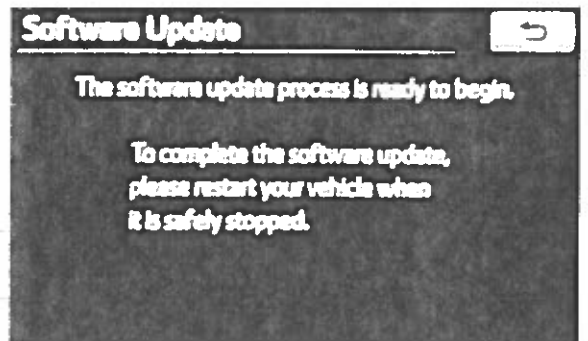 Software Update
The software update process is ready to begin.
To complete the software update,
please restart your vehicle when
it is safely stopped.